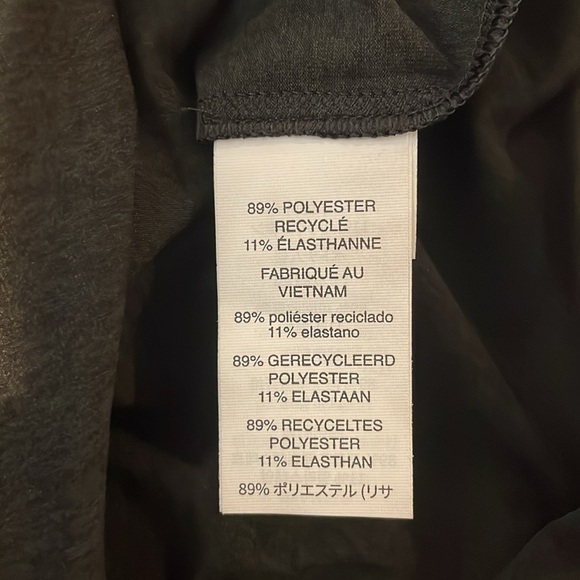 89% POLYESTER
RECYCLÉ
11% ÉLASTHANNE
FABRIQUÉ AU
VIETNAM
89% poliéster reciclado
11% elastano
89% GERECYCLEERD
POLYESTER
11% ELASTAAN
89% RECYCELTES
POLYESTER
11% ELASTHAN
89% ポリエステル (リサ